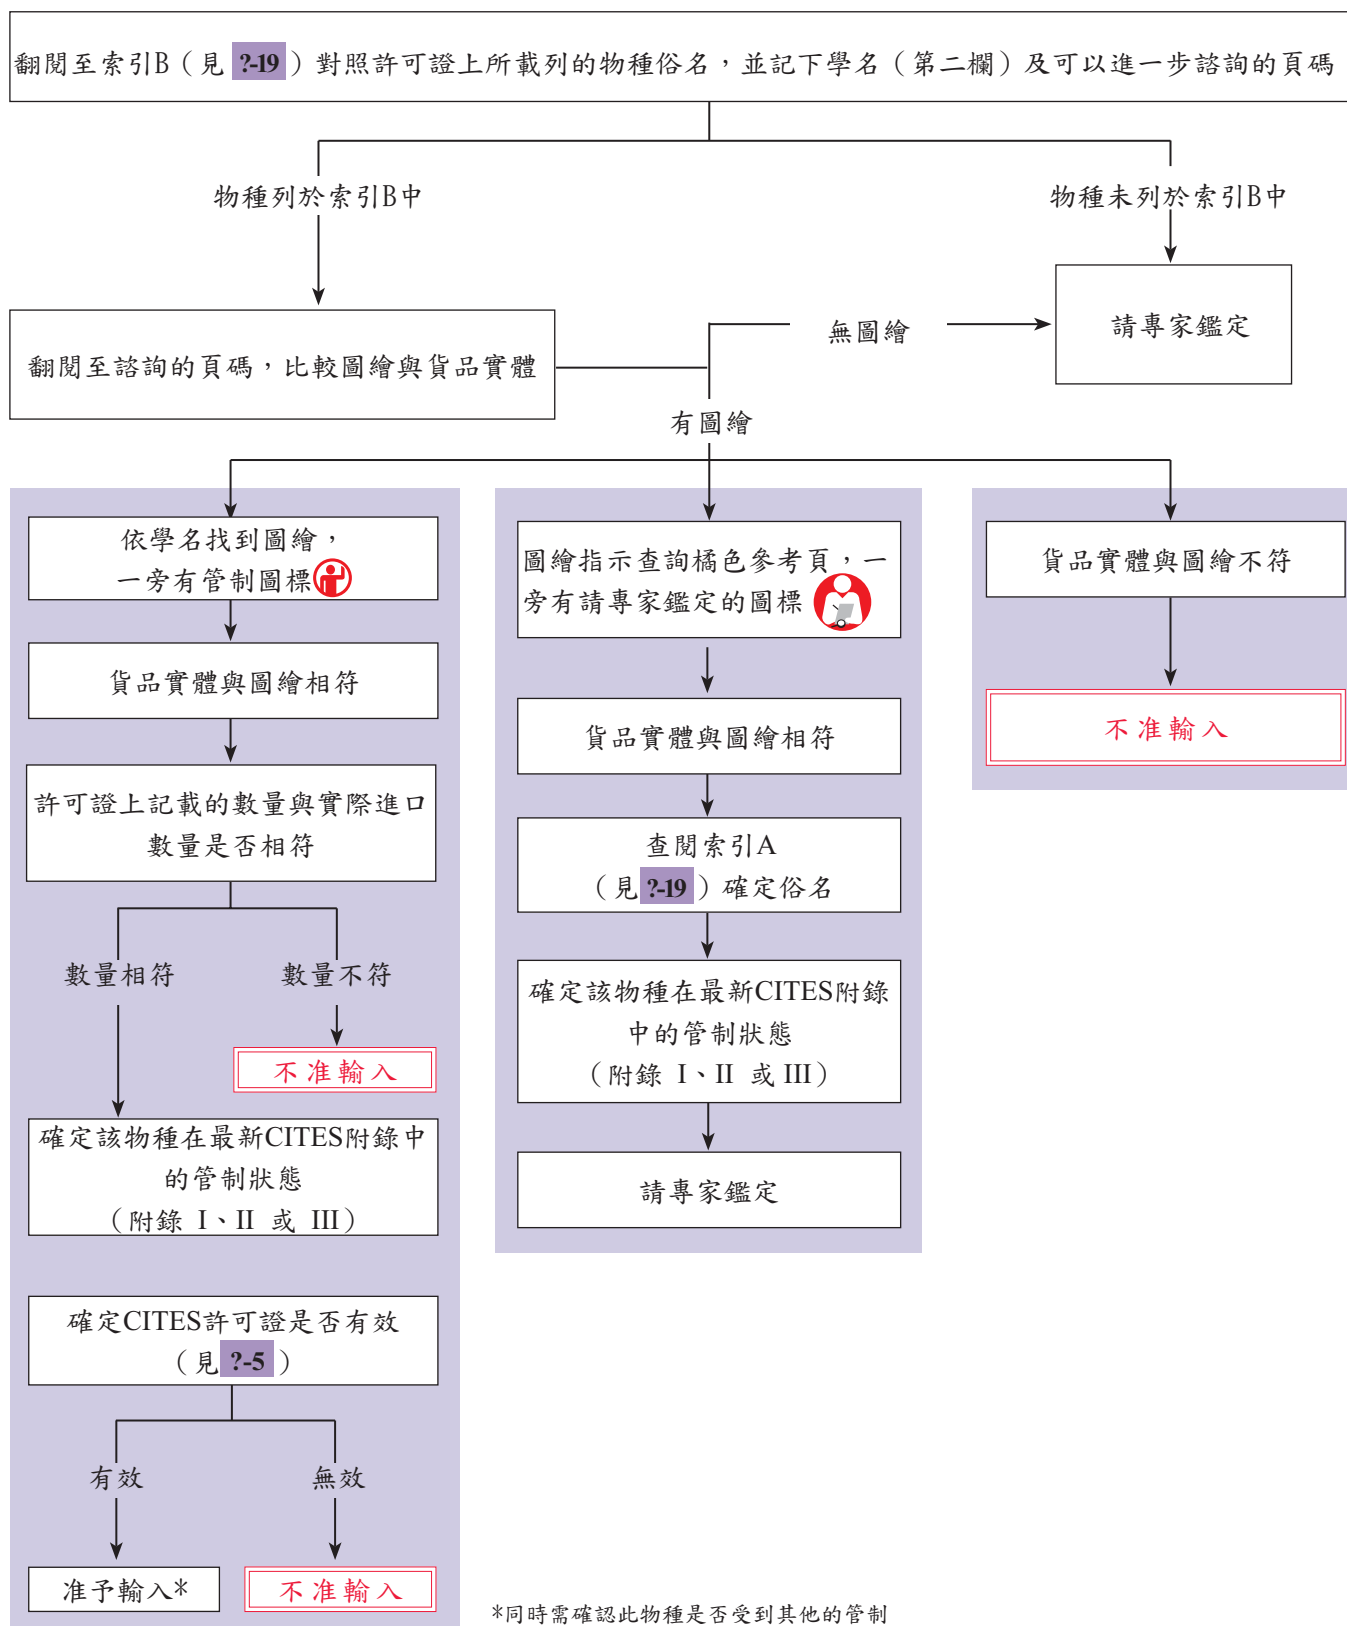 翻閱至索引B（見 ?-19 ）對照許可證上所載列的物種俗名，並記下學名（第二欄）及可以進一步諮詢的頁碼
物種列於索引B中
物種未列於索引B中
翻閱至諮詢的頁碼，比較圖繪與貨品實體
無圖繪
請專家鑑定
有圖繪
依學名找到圖繪，
一旁有管制圖標
貨品實體與圖繪相符
許可證上記載的數量與實際進口
數量是否相符
數量相符
數量不符
不准輸入
確定該物種在最新CITES附錄中
的管制狀態
（附錄 I、II 或 III）
確定CITES許可證是否有效
（見 ?-5 ）
有效
無效
准予輸入*
不准輸入
圖繪指示查詢橘色參考頁，一
旁有請專家鑑定的圖標
貨品實體與圖繪相符
查閱索引A
（見 ?-19 ）確定俗名
確定該物種在最新CITES附錄
中的管制狀態
（附錄 I、II 或 III）
請專家鑑定
貨品實體與圖繪不符
不准輸入
*同時需確認此物種是否受到其他的管制